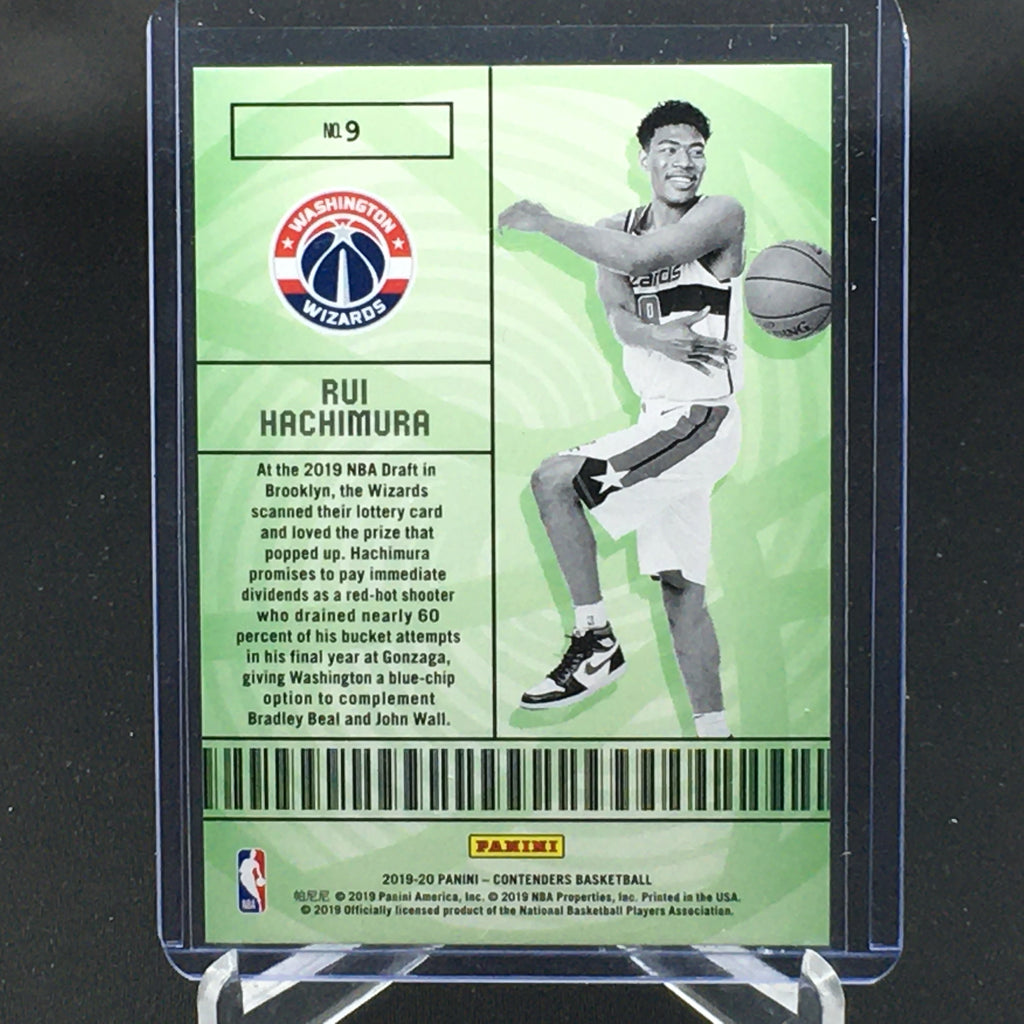 NO. 9
WASHINGTON
WIZARDS
RUI
HACHIMURA
At the 2019 NBA Draft in
Brooklyn, the Wizards
scanned their lottery card
and loved the prize that
popped up. Hachimura
promises to pay immediate
dividends as a red-hot shooter
who drained nearly 60
percent of his bucket attempts
in his final year at Gonzaga,
giving Washington a blue-chip
option to complement
Bradley Beal and John Wall.
PANINI
NBA
2019-20 PANINI – CONTENDERS BASKETBALL
帕尼尼 © 2019 Panini America, Inc. © 2019 NBA Properties, Inc. Printed in the USA.
© 2019 Officially licensed product of the National Basketball Players Association.